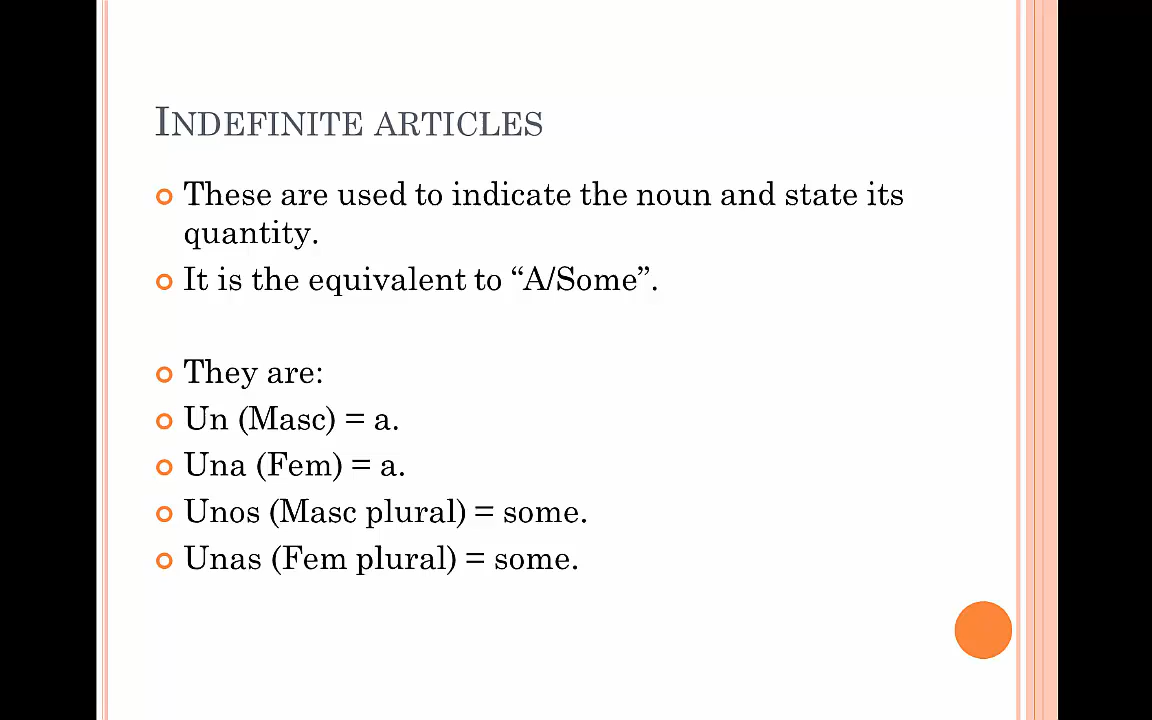 INDEFINITE ARTICLES
These are used to indicate the noun and state its
quantity.
It is the equivalent to “A/Some”.
They are:
Un (Masc) = a.
Una (Fem) = a.
Unos (Masc plural) = some.
Unas (Fem plural) = some.